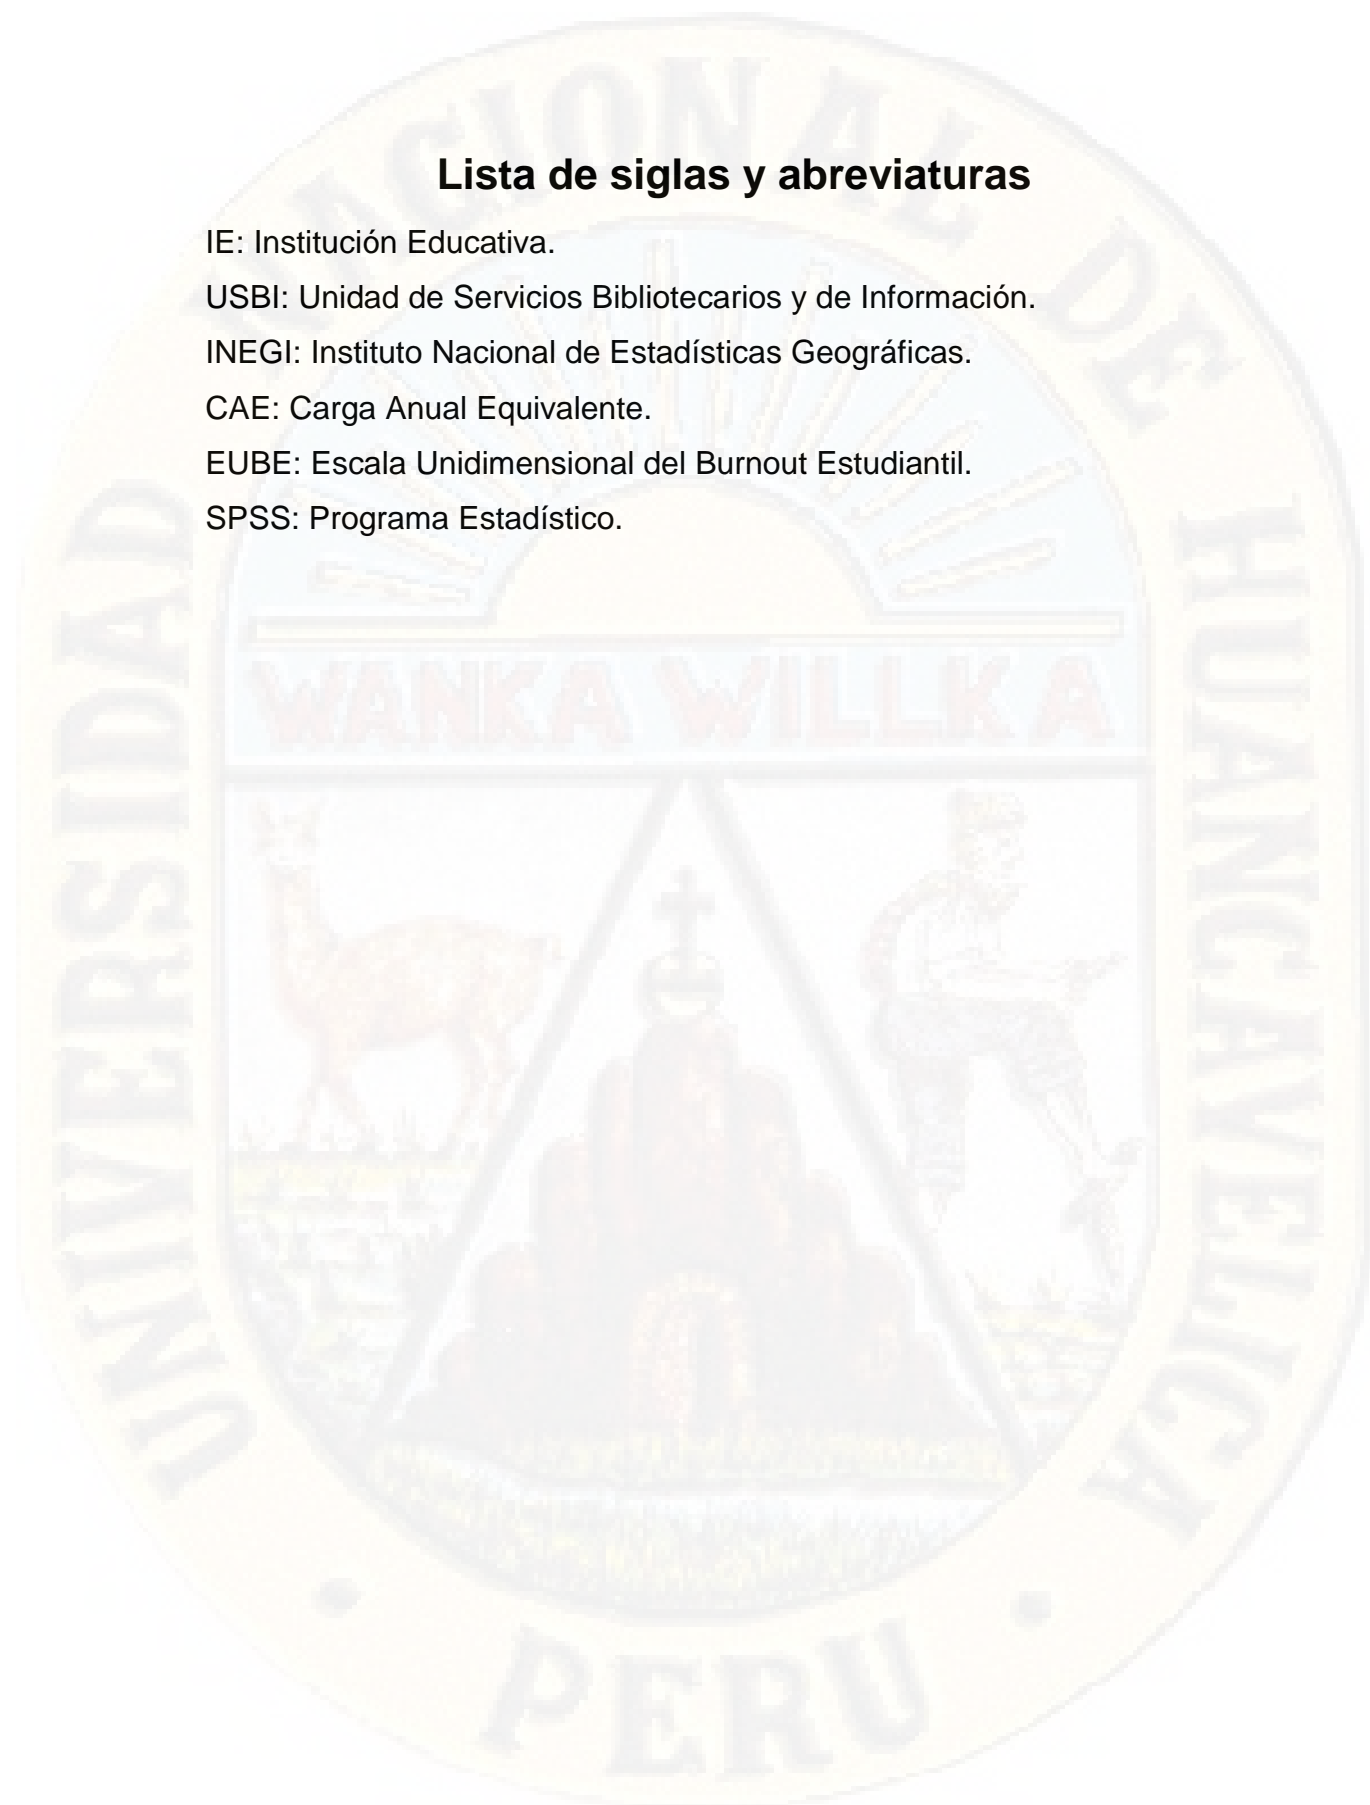 Lista de siglas y abreviaturas
IE: Institución Educativa.
USBI: Unidad de Servicios Bibliotecarios y de Información.
INEGI: Instituto Nacional de Estadísticas Geográficas.
CAE: Carga Anual Equivalente.
EUBE: Escala Unidimensional del Burnout Estudiantil.
SPSS: Programa Estadístico.
UNIVERSIDAD NACIONAL DE HUANCAVELICA
WANKA WILLKA
PERU